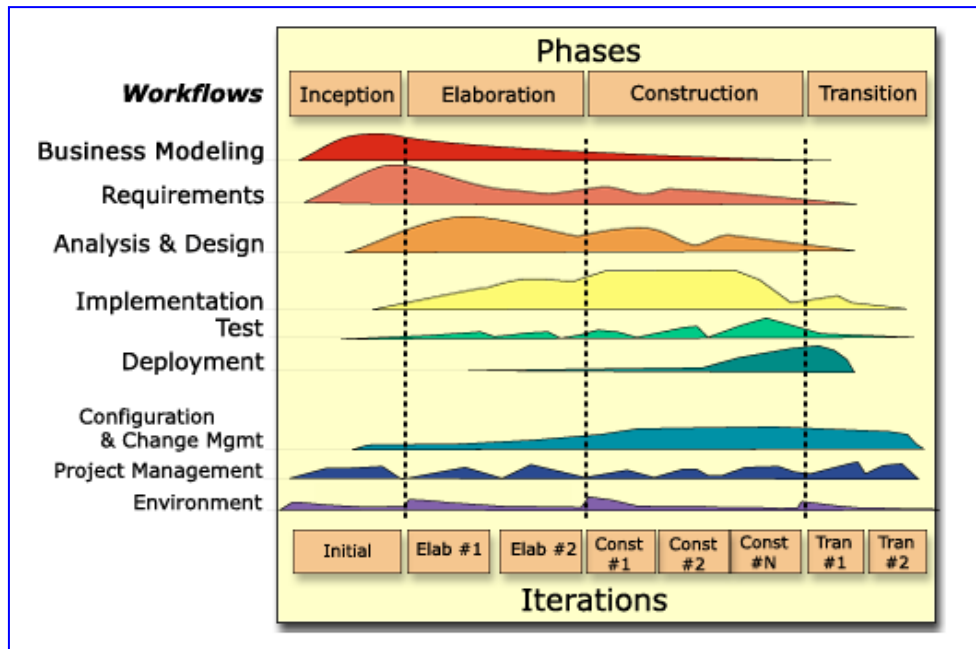 Phases
Workflows
Inception
Elaboration
Construction
Transition
Business Modeling
Requirements
Analysis & Design
Implementation
Test
Deployment
Configuration
& Change Mgmt
Project Management
Environment
Initial
Elab #1
Elab #2
Const
#1
Const
#2
Const
#N
Tran
#1
Tran
#2
Iterations